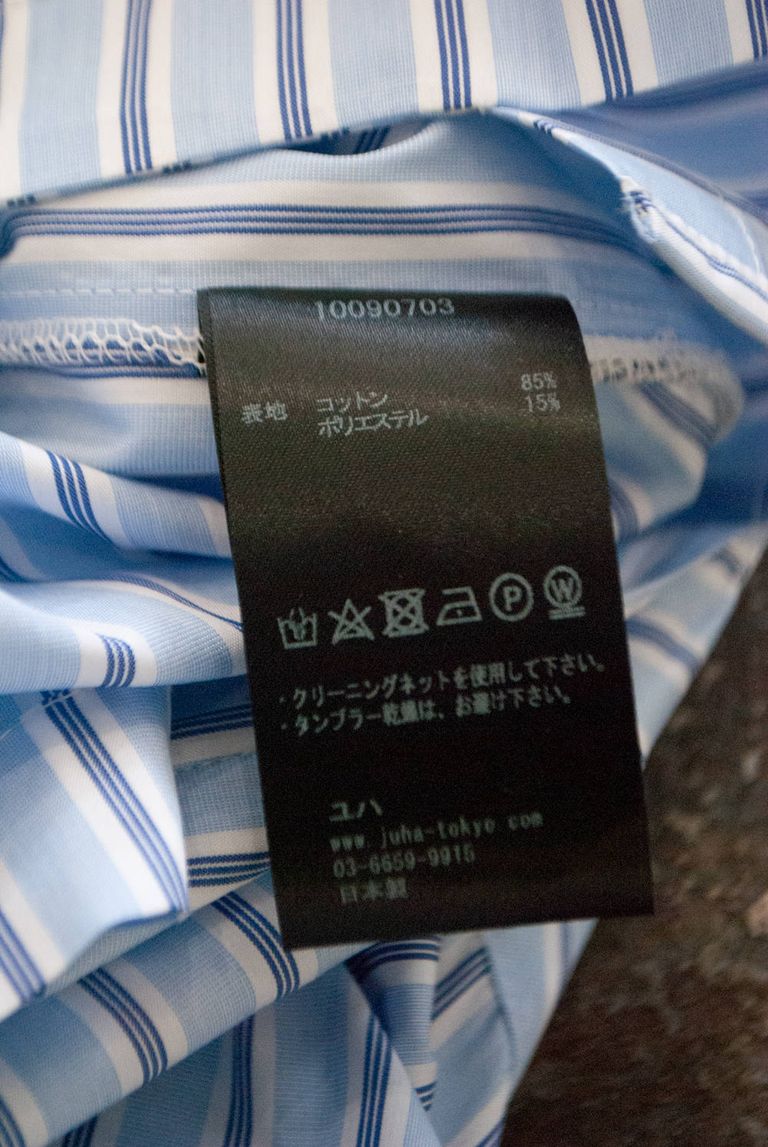 10090703
表地 コットン 85%
ポリエステル 15%
P W
・クリーニングネットを使用して下さい。
・タンブラー乾燥は、お避け下さい。
ユハ
www.juha-tokyo.com
03-6659-9915
日本製